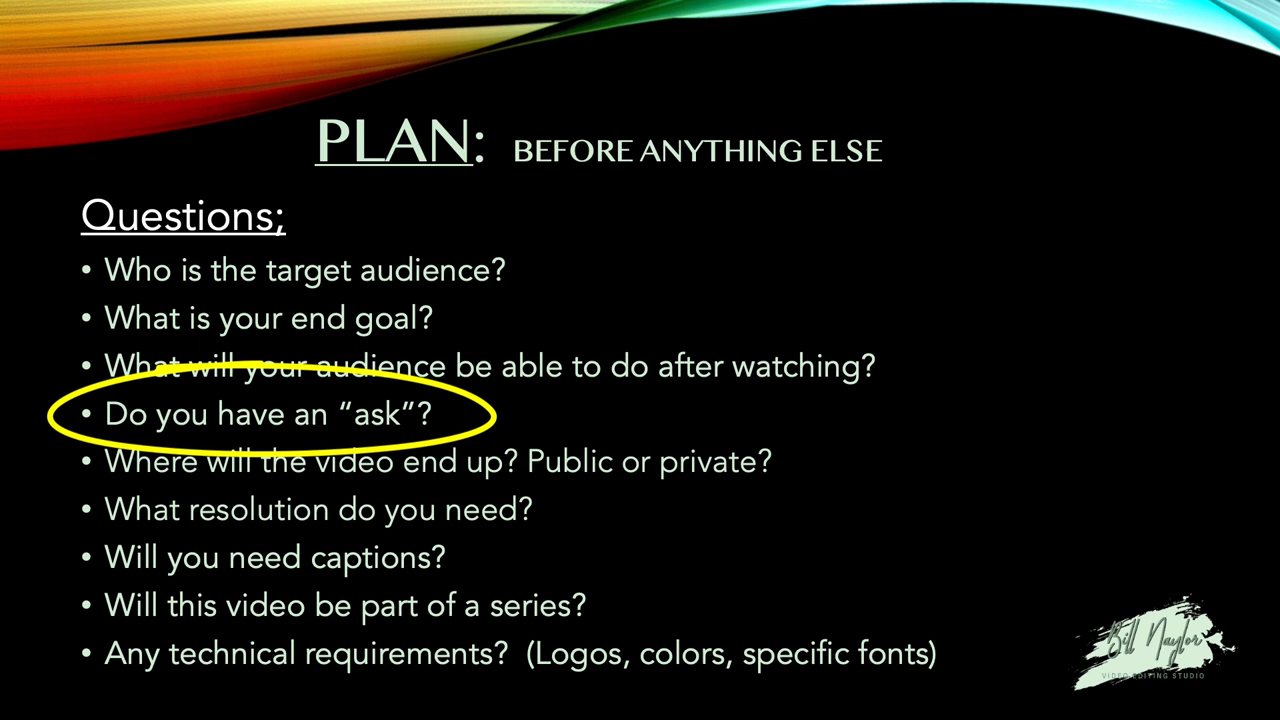 PLAN: BEFORE ANYTHING ELSE
Questions;
• Who is the target audience?
• What is your end goal?
• What will your audience be able to do after watching?
• Do you have an “ask”?
• Where will the video end up? Public or private?
• What resolution do you need?
• Will you need captions?
• Will this video be part of a series?
• Any technical requirements? (Logos, colors, specific fonts)
Bill Naylor
VIDEO EDITING STUDIO